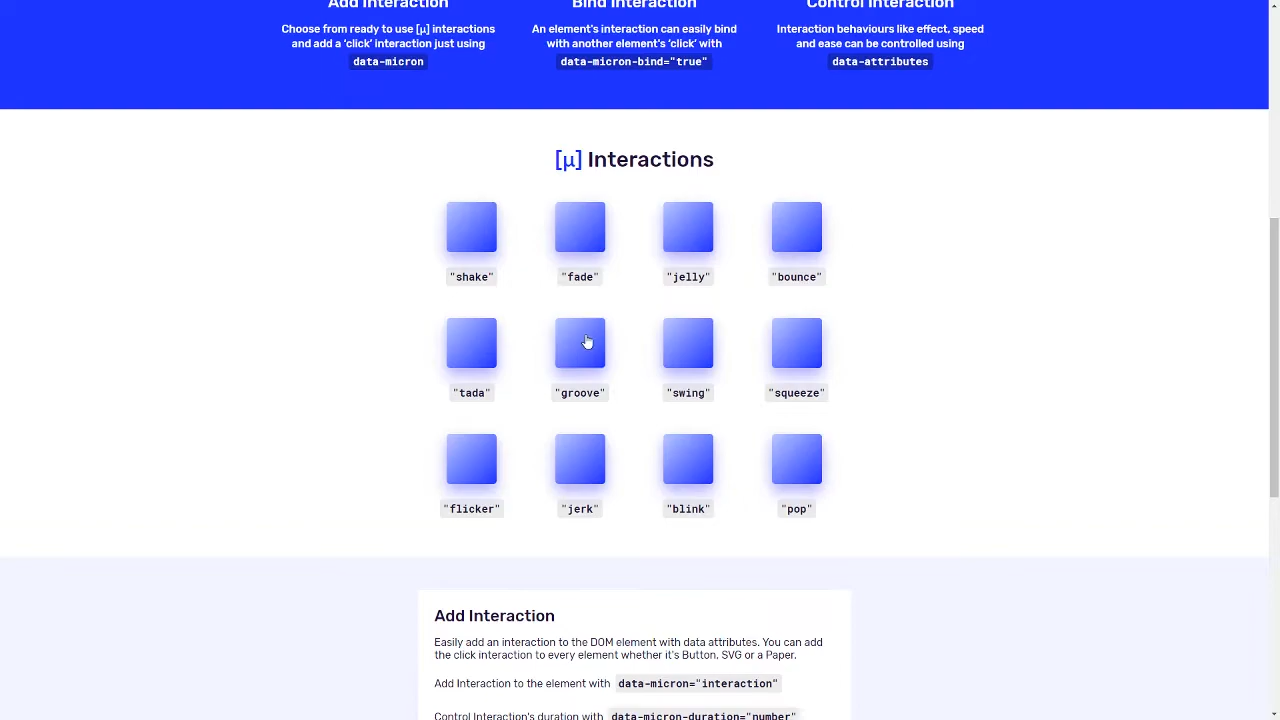 Add Interaction
Choose from ready to use [μ] interactions
and add a ‘click’ interaction just using
data-micron
Bind Interaction
An element's interaction can easily bind
with another element's ‘click’ with
data-micron-bind="true"
Control Interaction
Interaction behaviours like effect, speed
and ease can be controlled using
data-attributes
[μ] Interactions
"shake" "fade" "jelly" "bounce"
"tada" "groove" "swing" "squeeze"
"flicker" "jerk" "blink" "pop"
Add Interaction
Easily add an interaction to the DOM element with data attributes. You can add
the click interaction to every element whether it's Button, SVG or a Paper.
Add Interaction to the element with data-micron="interaction"
Control Interaction's duration with data-micron-duration="number"